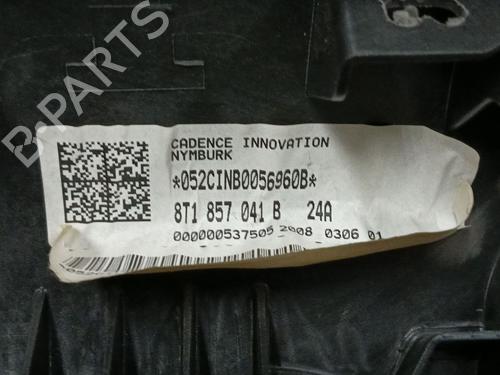 B-PARTS
CADENCE INNOVATION
NYMBURK
*052CINB0056960B*
8T1 857 041 B 24A
000000537505 2008 0306 01